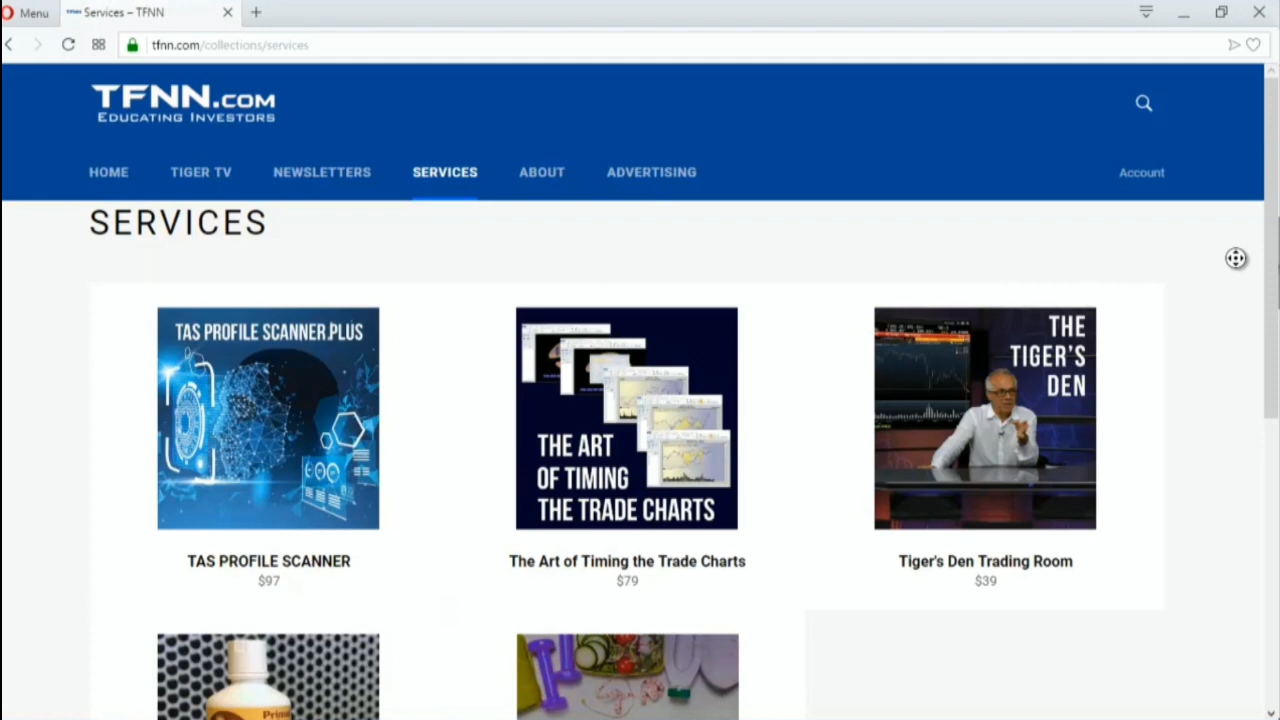 Menu
Services – TFNN
tfnn.com/collections/services
TFNN.COM
EDUCATING INVESTORS
HOME
TIGER TV
NEWSLETTERS
SERVICES
ABOUT
ADVERTISING
Account
SERVICES
TAS PROFILE SCANNER PLUS
THE ART
OF TIMING
THE TRADE CHARTS
THE
TIGER'S
DEN
TAS PROFILE SCANNER
$97
The Art of Timing the Trade Charts
$79
Tiger's Den Trading Room
$39